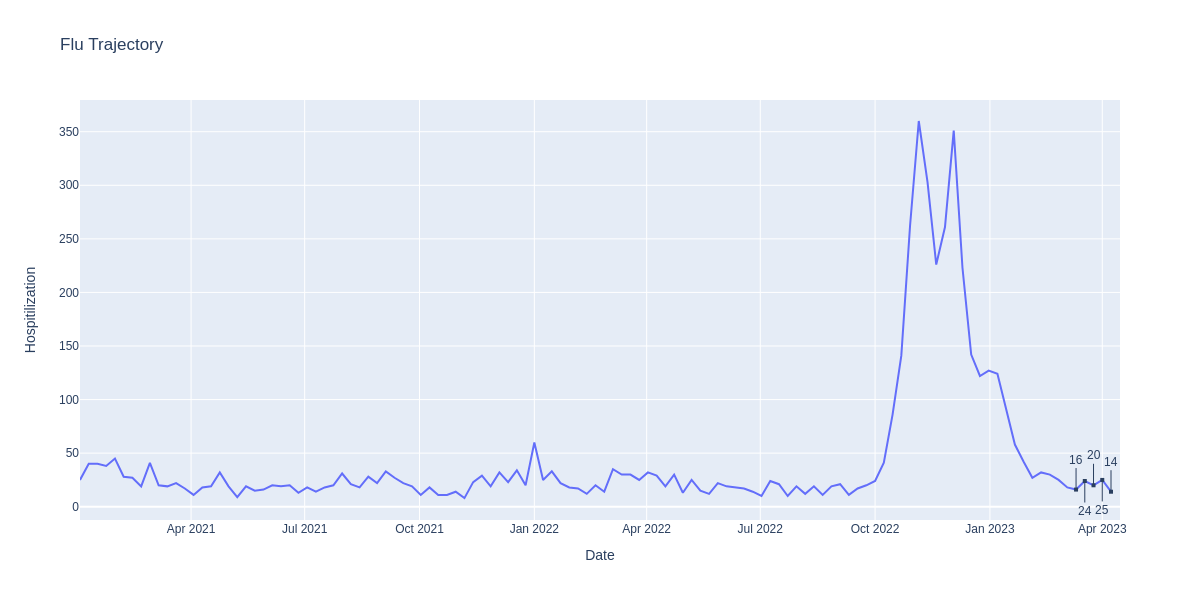 Flu Trajectory
350
300
250
200
150
100
50
0
Hospitilization
16
20
14
24
25
Apr 2021
Jul 2021
Oct 2021
Jan 2022
Apr 2022
Jul 2022
Oct 2022
Jan 2023
Apr 2023
Date